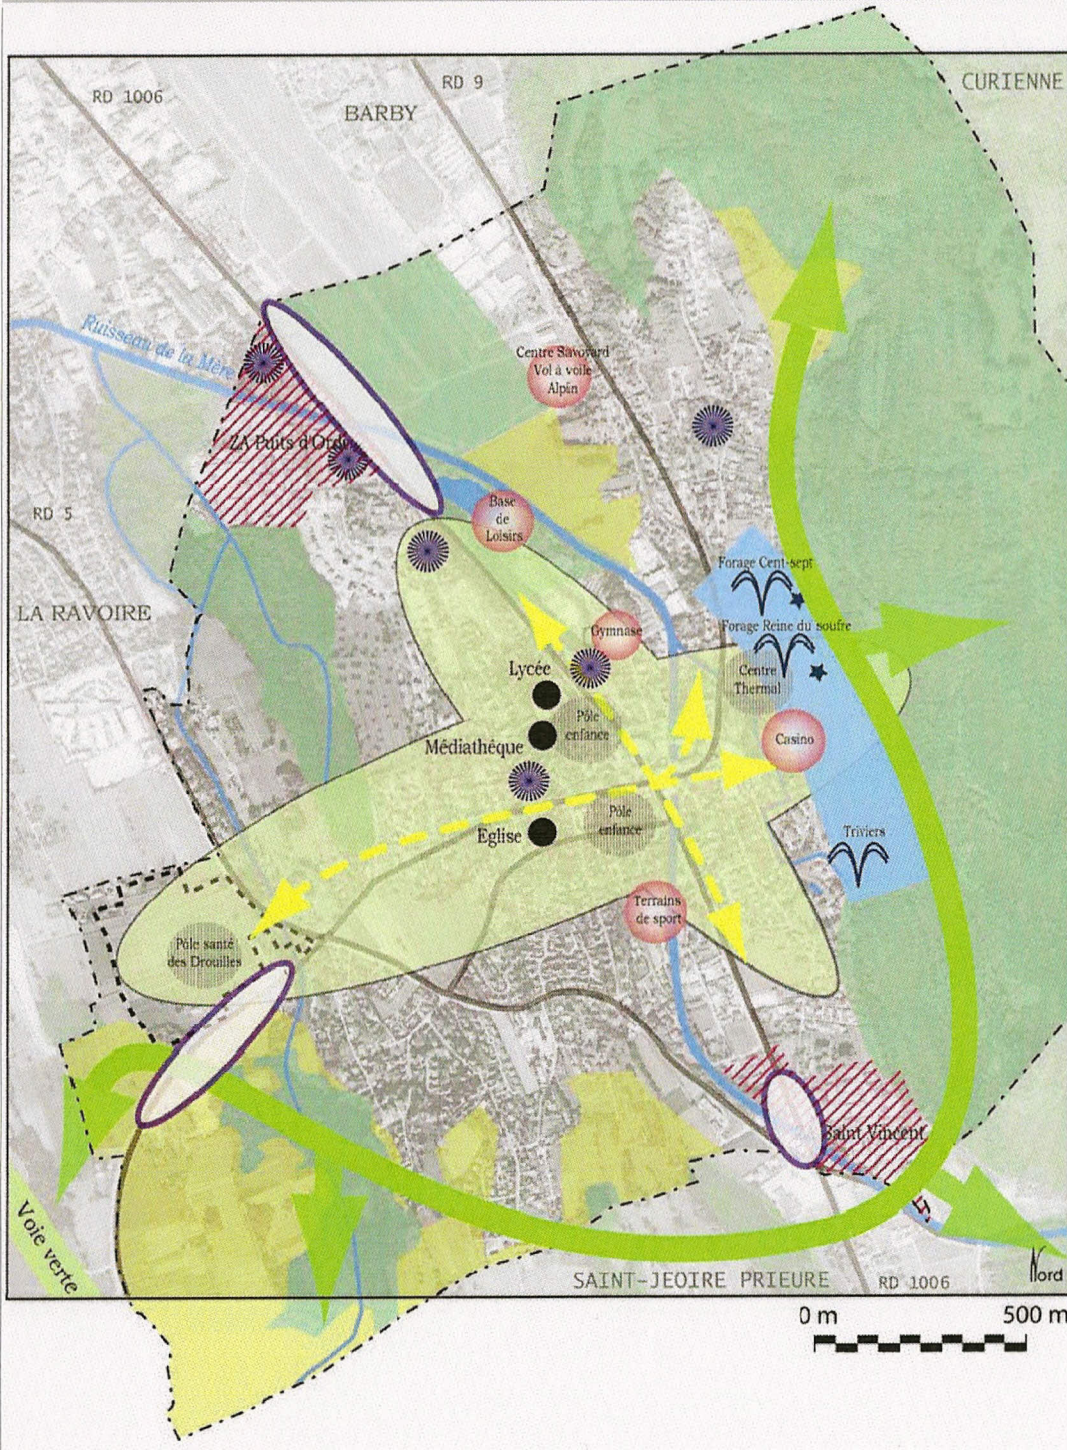 CURIENNE
RD 9
RD 1006
BARBY
Ruisseau de la Mère
Centre Savoyard
Vol à voile
Alpin
ZA Puits d'Ordet
Base
de
Loisirs
RD 5
Forage Cent-sept
LA RAVOIRE
Forage Reine du soufre
Gymnase
Lycée
Centre
Thermal
Pôle
enfance
Médiathéque
Casino
Pôle
enfance
Eglise
Triviers
Terrains
de sport
Pôle santé
des Drouilles
Saint Vincent
Voie verte
SAINT-JEOIRE PRIEURE
RD 1006
Nord
0 m
500 m